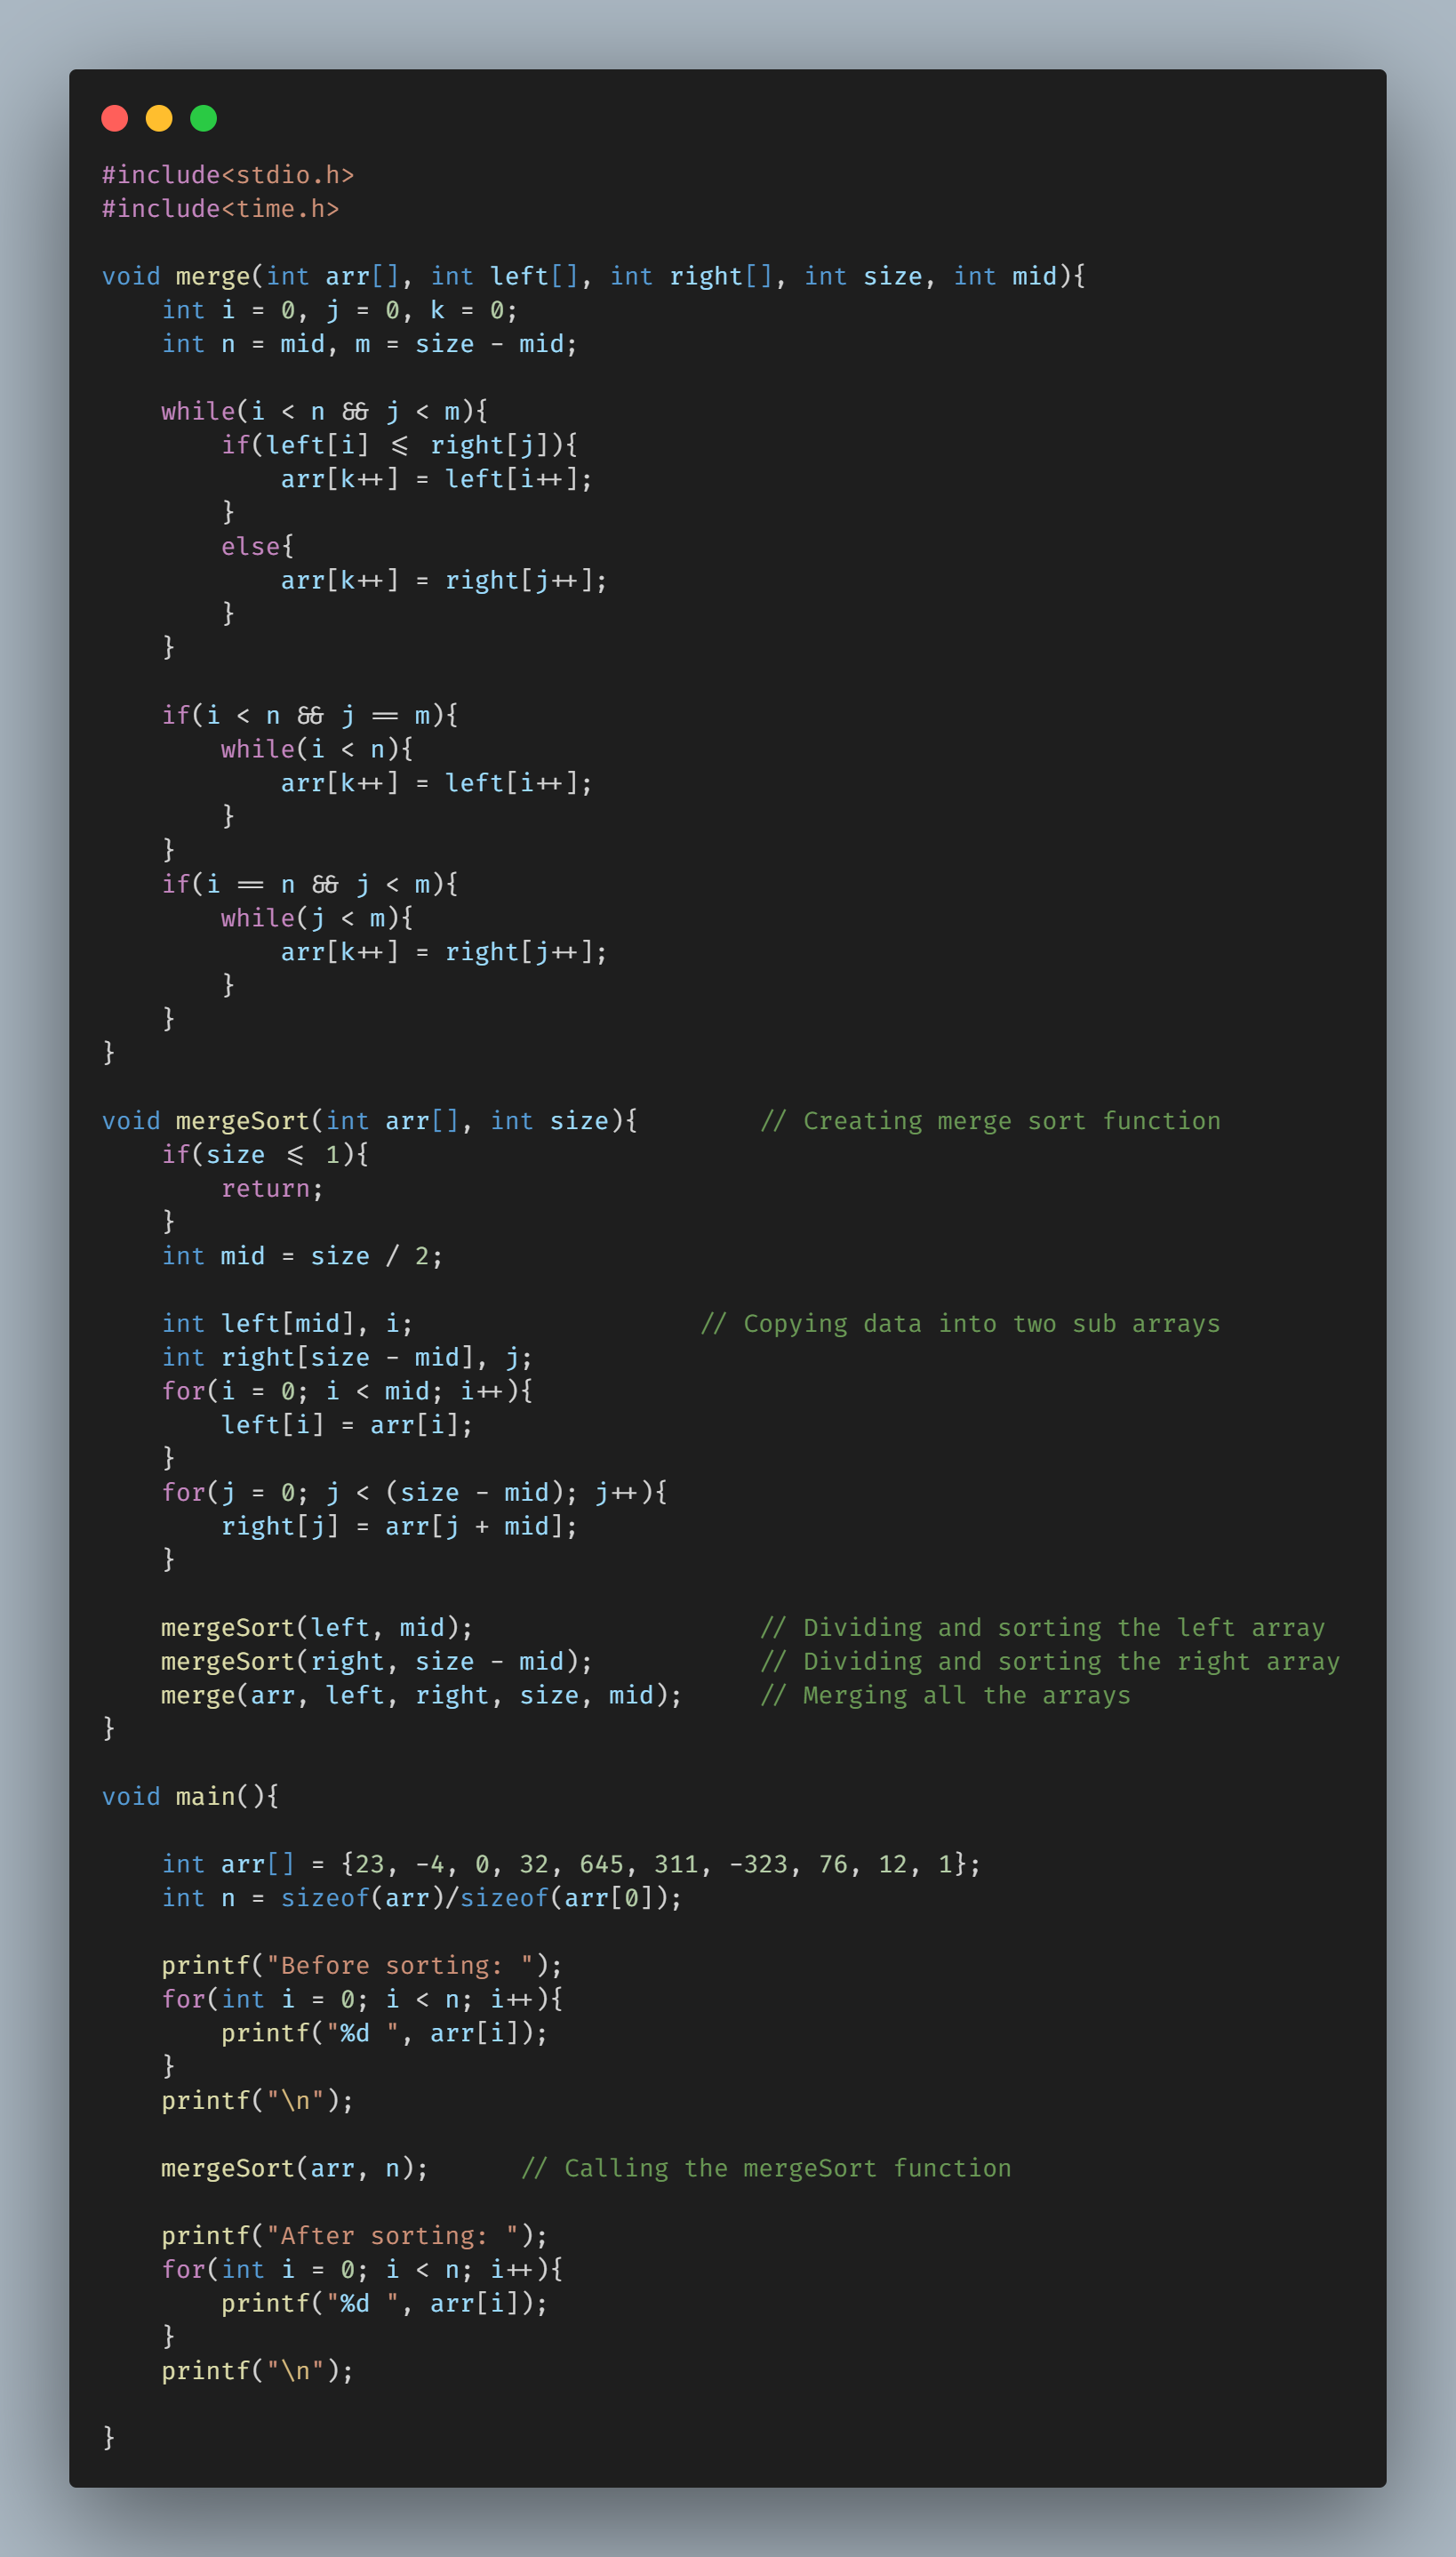 #include<stdio.h>
#include<time.h>

void merge(int arr[], int left[], int right[], int size, int mid){
    int i = 0, j = 0, k = 0;
    int n = mid, m = size - mid;

    while(i < n && j < m){
        if(left[i] <= right[j]){
            arr[k++] = left[i++];
        }
        else{
            arr[k++] = right[j++];
        }
    }

    if(i < n && j == m){
        while(i < n){
            arr[k++] = left[i++];
        }
    }
    if(i == n && j < m){
        while(j < m){
            arr[k++] = right[j++];
        }
    }
}

void mergeSort(int arr[], int size){        // Creating merge sort function
    if(size <= 1){
        return;
    }
    int mid = size / 2;

    int left[mid], i;                   // Copying data into two sub arrays
    int right[size - mid], j;
    for(i = 0; i < mid; i++){
        left[i] = arr[i];
    }
    for(j = 0; j < (size - mid); j++){
        right[j] = arr[j + mid];
    }

    mergeSort(left, mid);                   // Dividing and sorting the left array
    mergeSort(right, size - mid);           // Dividing and sorting the right array
    merge(arr, left, right, size, mid);     // Merging all the arrays
}

void main(){

    int arr[] = {23, -4, 0, 32, 645, 311, -323, 76, 12, 1};
    int n = sizeof(arr)/sizeof(arr[0]);

    printf("Before sorting: ");
    for(int i = 0; i < n; i++){
        printf("%d ", arr[i]);
    }
    printf("\n");

    mergeSort(arr, n);      // Calling the mergeSort function

    printf("After sorting: ");
    for(int i = 0; i < n; i++){
        printf("%d ", arr[i]);
    }
    printf("\n");

}